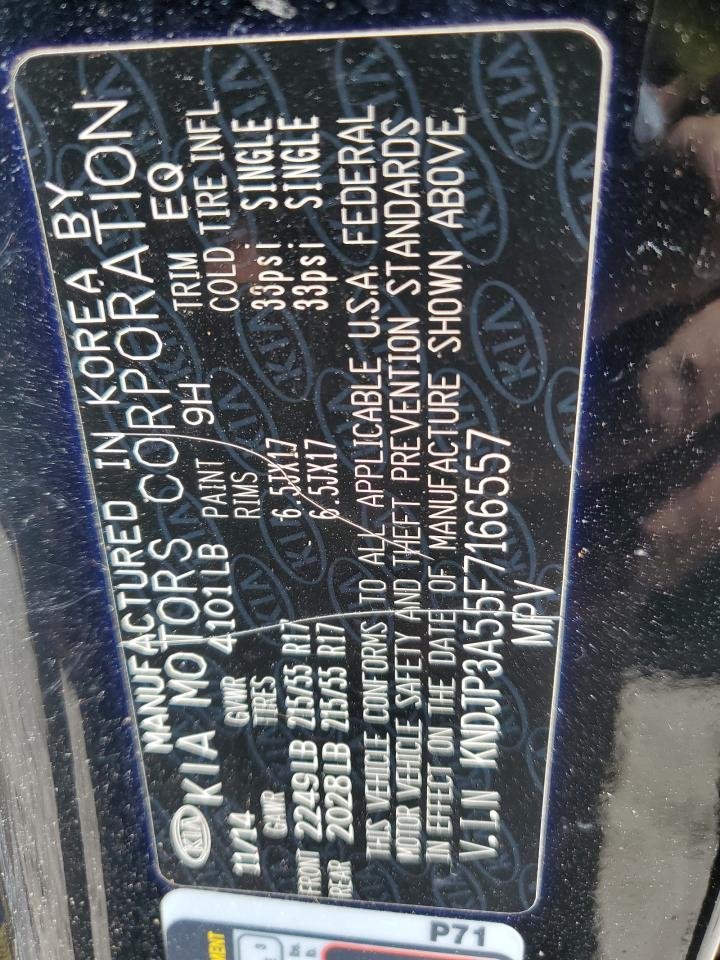 MANUFACTURED IN KOREA BY
KIA KIA MOTORS CORPORATION
11/14 GVWR 4101LB PAINT 9H TRIM EQ
GAWR TIRES RIMS COLD TIRE INFL
FRONT 2249LB 215/55 R17 6.5JX17 33psi SINGLE
REAR 2028LB 215/55 R17 6.5JX17 33psi SINGLE
THIS VEHICLE CONFORMS TO ALL APPLICABLE U.S.A. FEDERAL
MOTOR VEHICLE SAFETY AND THEFT PREVENTION STANDARDS
IN EFFECT ON THE DATE OF MANUFACTURE SHOWN ABOVE.
V.I.N KNDJP3A55F7166557
MPV
P71